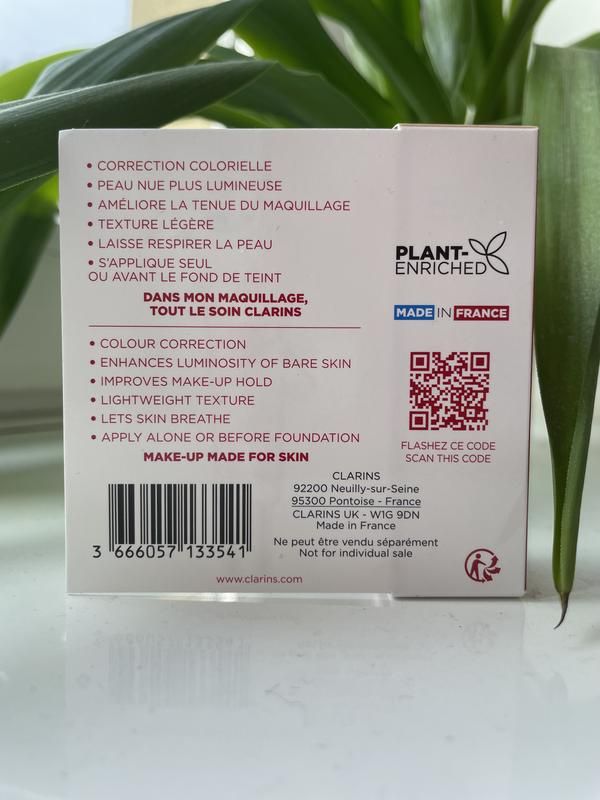 • CORRECTION COLORIELLE
• PEAU NUE PLUS LUMINEUSE
• AMÉLIORE LA TENUE DU MAQUILLAGE
• TEXTURE LÉGÈRE
• LAISSE RESPIRER LA PEAU
• S'APPLIQUE SEUL
OU AVANT LE FOND DE TEINT
DANS MON MAQUILLAGE,
TOUT LE SOIN CLARINS
• COLOUR CORRECTION
• ENHANCES LUMINOSITY OF BARE SKIN
• IMPROVES MAKE-UP HOLD
• LIGHTWEIGHT TEXTURE
• LETS SKIN BREATHE
• APPLY ALONE OR BEFORE FOUNDATION
MAKE-UP MADE FOR SKIN
CLARINS
92200 Neuilly-sur-Seine
95300 Pontoise - France
CLARINS UK - W1G 9DN
Made in France
Ne peut être vendu séparément
Not for individual sale
3 666057 133541
www.clarins.com
PLANT-
ENRICHED
MADE IN FRANCE
FLASHEZ CE CODE
SCAN THIS CODE